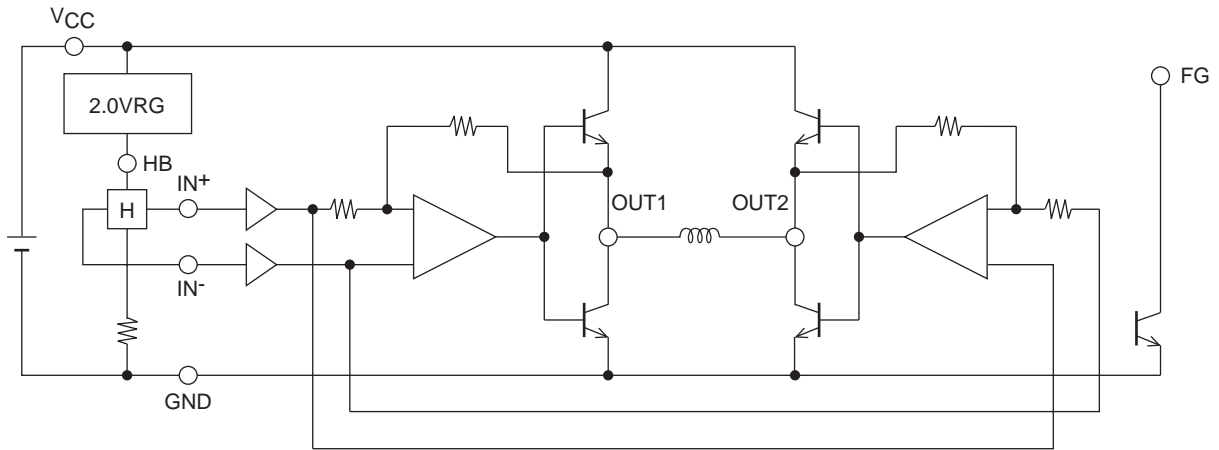 VCC
FG
2.0VRG
HB
IN+
H
OUT1
OUT2
IN-
GND